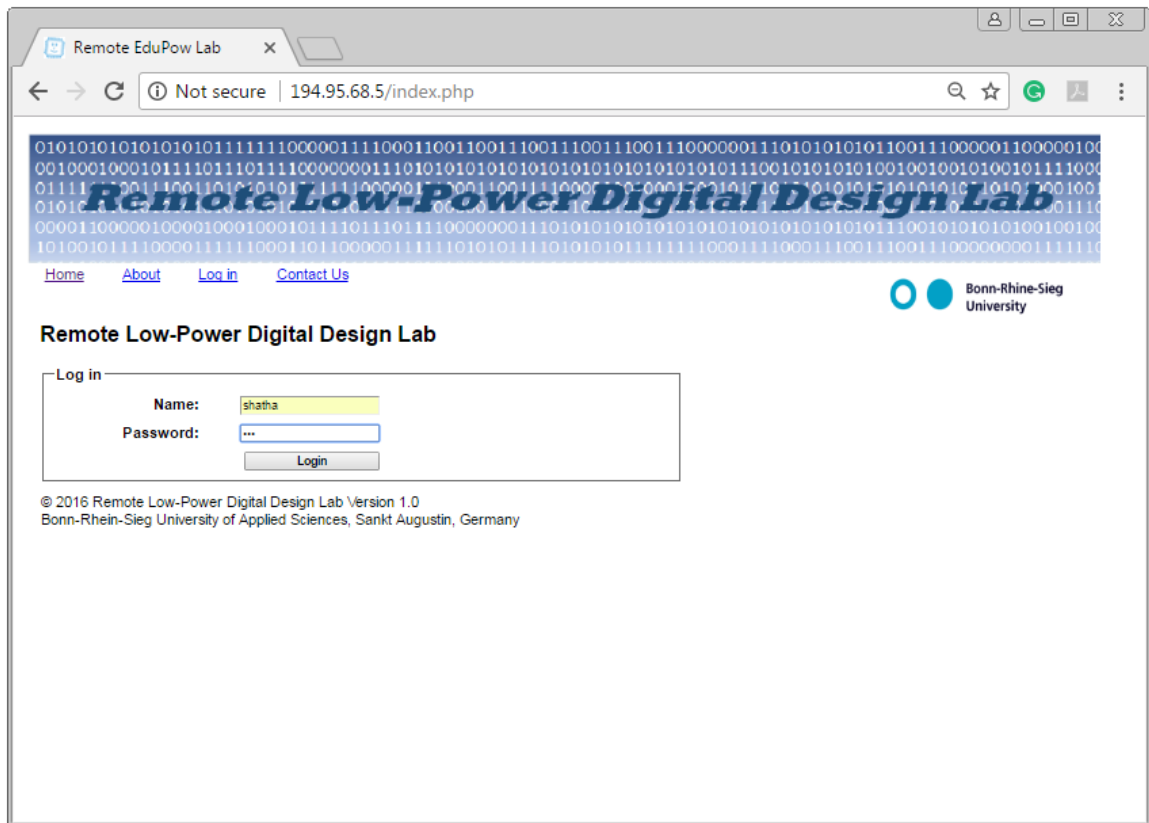 Remote EduPow Lab
Not secure | 194.95.68.5/index.php
Remote Low-Power Digital Design Lab
Home About Log in Contact Us
Bonn-Rhine-Sieg
University
Remote Low-Power Digital Design Lab
Log in
Name: shatha
Password: •••
Login
© 2016 Remote Low-Power Digital Design Lab Version 1.0
Bonn-Rhein-Sieg University of Applied Sciences, Sankt Augustin, Germany